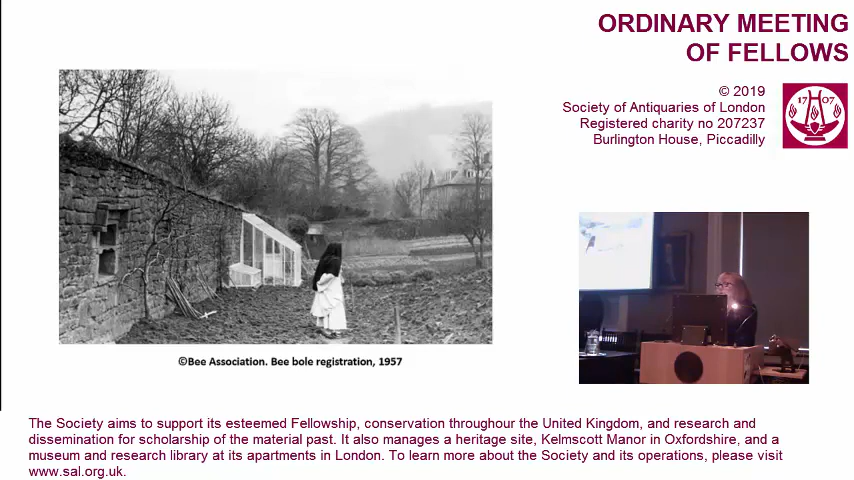 ORDINARY MEETING
OF FELLOWS
© 2019
Society of Antiquaries of London
Registered charity no 207237
Burlington House, Piccadilly
17 07
©Bee Association. Bee bole registration, 1957
The Society aims to support its esteemed Fellowship, conservation throughour the United Kingdom, and research and
dissemination for scholarship of the material past. It also manages a heritage site, Kelmscott Manor in Oxfordshire, and a
museum and research library at its apartments in London. To learn more about the Society and its operations, please visit
www.sal.org.uk.